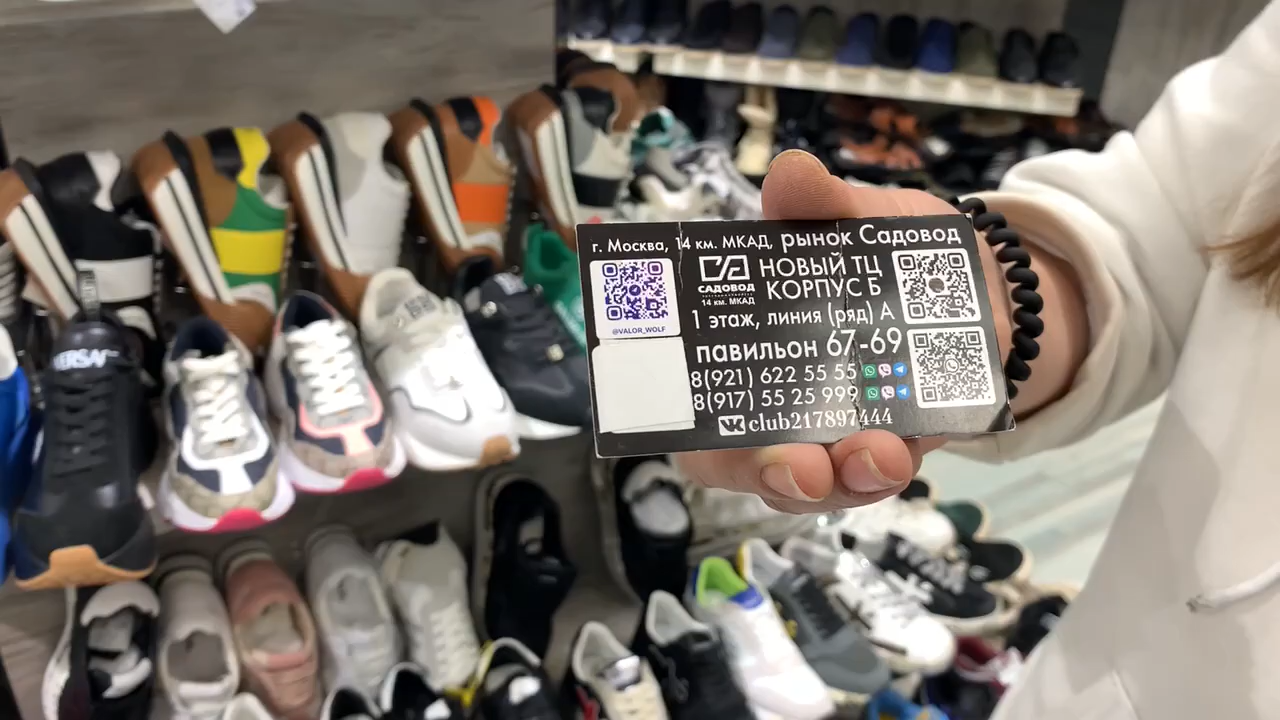 г. Москва, 14 км. МКАД, рынок Садовод
САДОВОД
14 км. МКАД
НОВЫЙ ТЦ
КОРПУС Б
@VALOR_WOLF
1 этаж, линия (ряд) А
павильон 67-69
8(921) 622 55 55
8(917) 55 25 999
club217897444